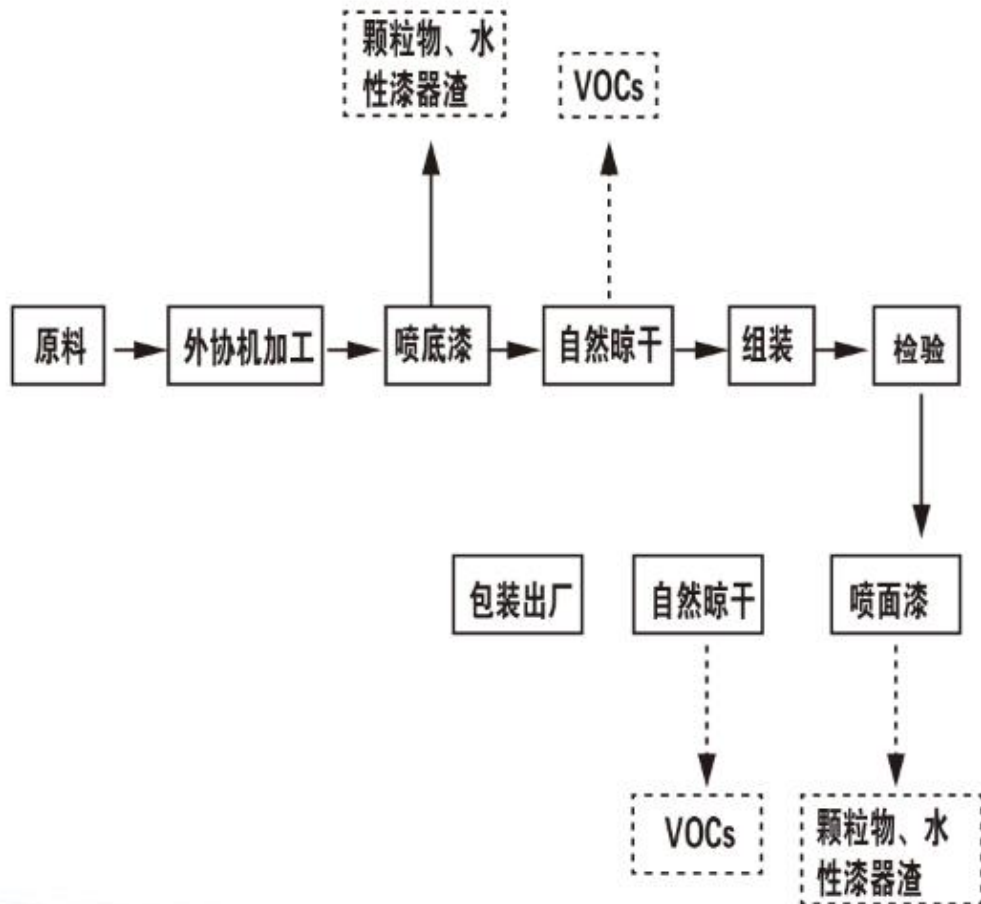 颗粒物、水
性漆器渣
VOCs
原料
外协机加工
喷底漆
自然晾干
组装
检验
包装出厂
自然晾干
喷面漆
VOCs
颗粒物、水
性漆器渣